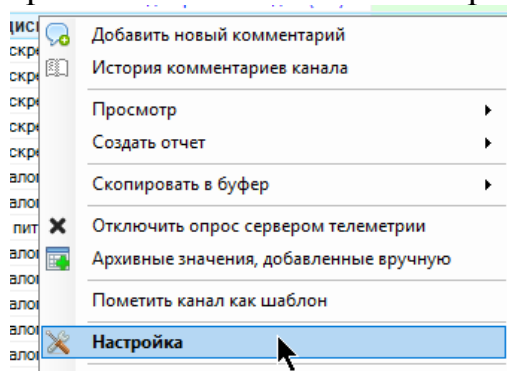 Добавить новый комментарий
История комментариев канала
Просмотр
Создать отчет
Скопировать в буфер
Отключить опрос сервером телеметрии
Архивные значения, добавленные вручную
Пометить канал как шаблон
Настройка